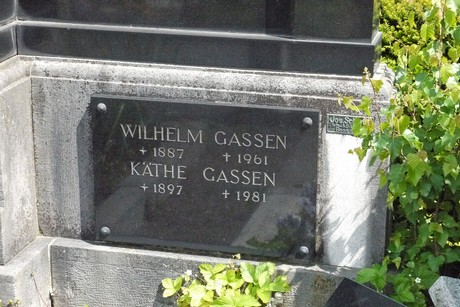 WILHELM GASSEN
+ 1887 + 1961
KÄTHE GASSEN
+ 1897 + 1981